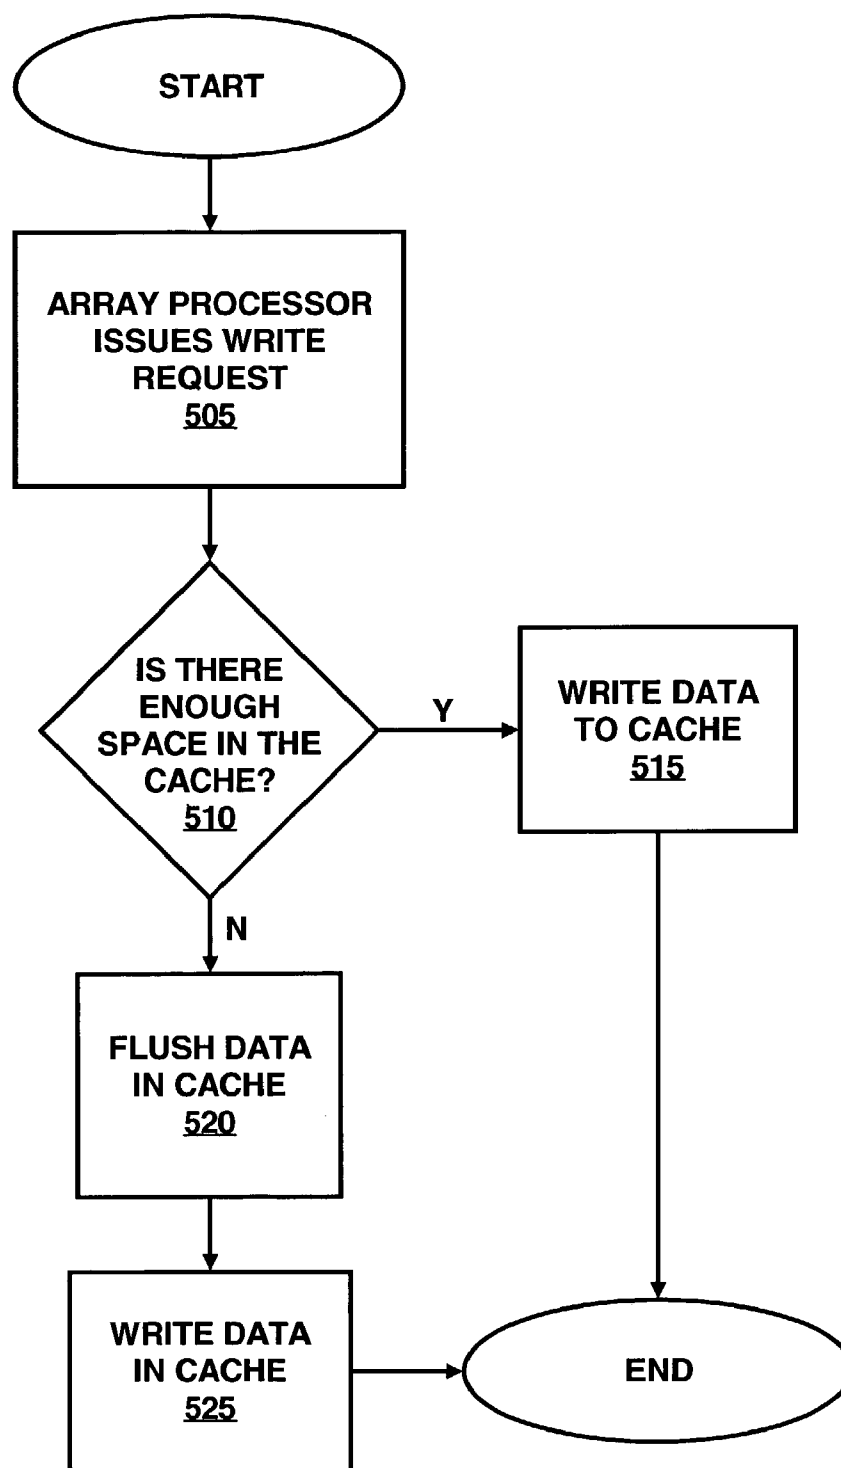 START
ARRAY PROCESSOR
ISSUES WRITE
REQUEST
505
IS THERE
ENOUGH
SPACE IN THE
CACHE?
510
Y
WRITE DATA
TO CACHE
515
N
FLUSH DATA
IN CACHE
520
WRITE DATA
IN CACHE
525
END